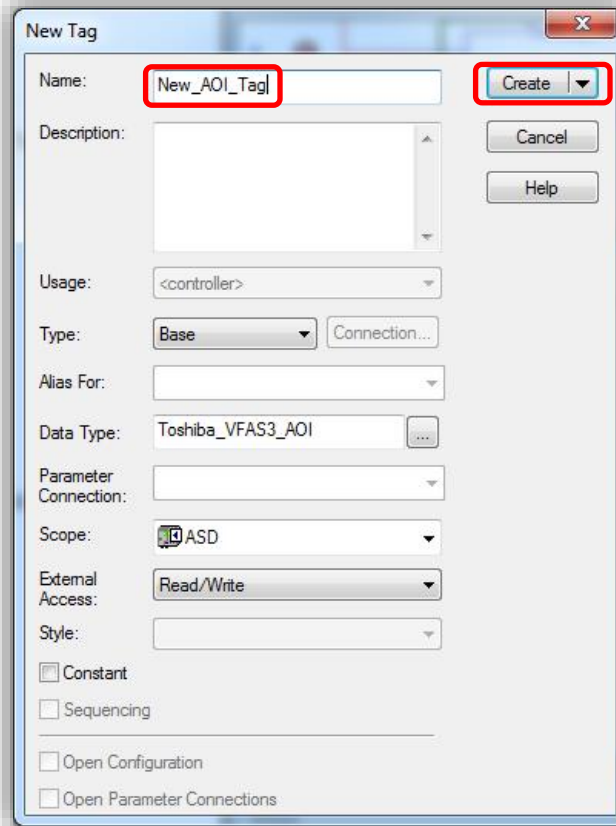 New Tag
Name: New_AOI_Tag Create
Description: Cancel
Help
Usage: <controller>
Type: Base Connection...
Alias For:
Data Type: Toshiba_VFAS3_AOI ...
Parameter
Connection:
Scope: ASD
External
Access: Read/Write
Style:
Constant
Sequencing
Open Configuration
Open Parameter Connections